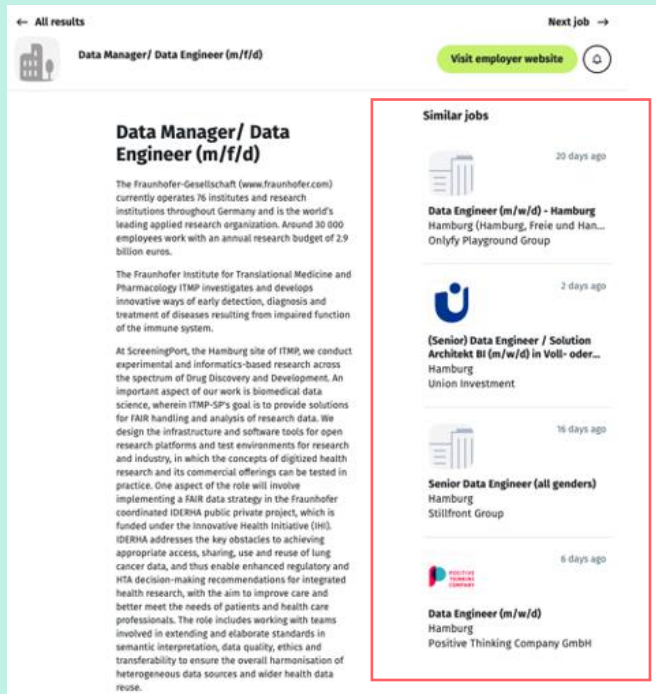 ← All results
Next job →
Data Manager/ Data Engineer (m/f/d)
Visit employer website
Data Manager/ Data
Engineer (m/f/d)
The Fraunhofer-Gesellschaft (www.fraunhofer.com)
currently operates 76 institutes and research
institutions throughout Germany and is the world's
leading applied research organization. Around 30 000
employees work with an annual research budget of 2.9
billion euros.
The Fraunhofer Institute for Translational Medicine and
Pharmacology ITMP investigates and develops
innovative ways of early detection, diagnosis and
treatment of diseases resulting from impaired function
of the immune system.
At ScreeningPort, the Hamburg site of ITMP, we conduct
experimental and informatics-based research across
the spectrum of Drug Discovery and Development. An
important aspect of our work is biomedical data
science, wherein ITMP-SP's goal is to provide solutions
for FAIR handling and analysis of research data. We
design the infrastructure and software tools for open
research platforms and test environments for research
and industry, in which the concepts of digitized health
research and its commercial offerings can be tested in
practice. One aspect of the role will involve
implementing a FAIR data strategy in the Fraunhofer
coordinated IDERHA public private project, which is
funded under the Innovative Health Initiative (IHI).
IDERHA addresses the key obstacles to achieving
appropriate access, sharing, use and reuse of lung
cancer data, and thus enable enhanced regulatory and
HTA decision-making recommendations for integrated
health research, with the aim to improve care and
better meet the needs of patients and health care
professionals. The role includes working with teams
involved in extending and elaborate standards in
semantic interpretation, data quality, ethics and
transferability to ensure the overall harmonisation of
heterogeneous data sources and wider health data
reuse.
Similar jobs
20 days ago
Data Engineer (m/w/d) - Hamburg
Hamburg (Hamburg, Freie und Han...
Onlyfy Playground Group
2 days ago
(Senior) Data Engineer / Solution
Architekt BI (m/w/d) in Voll- oder...
Hamburg
Union Investment
16 days ago
Senior Data Engineer (all genders)
Hamburg
Stillfront Group
6 days ago
POSITIVE
THINKING
COMPANY
Data Engineer (m/w/d)
Hamburg
Positive Thinking Company GmbH